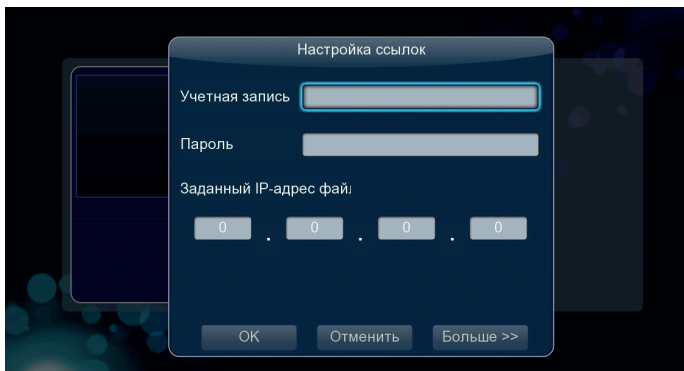 Настройка ссылок
Учетная запись
Пароль
Заданный IP-адрес фай
0 . 0 . 0 . 0
OK Отменить Больше >>